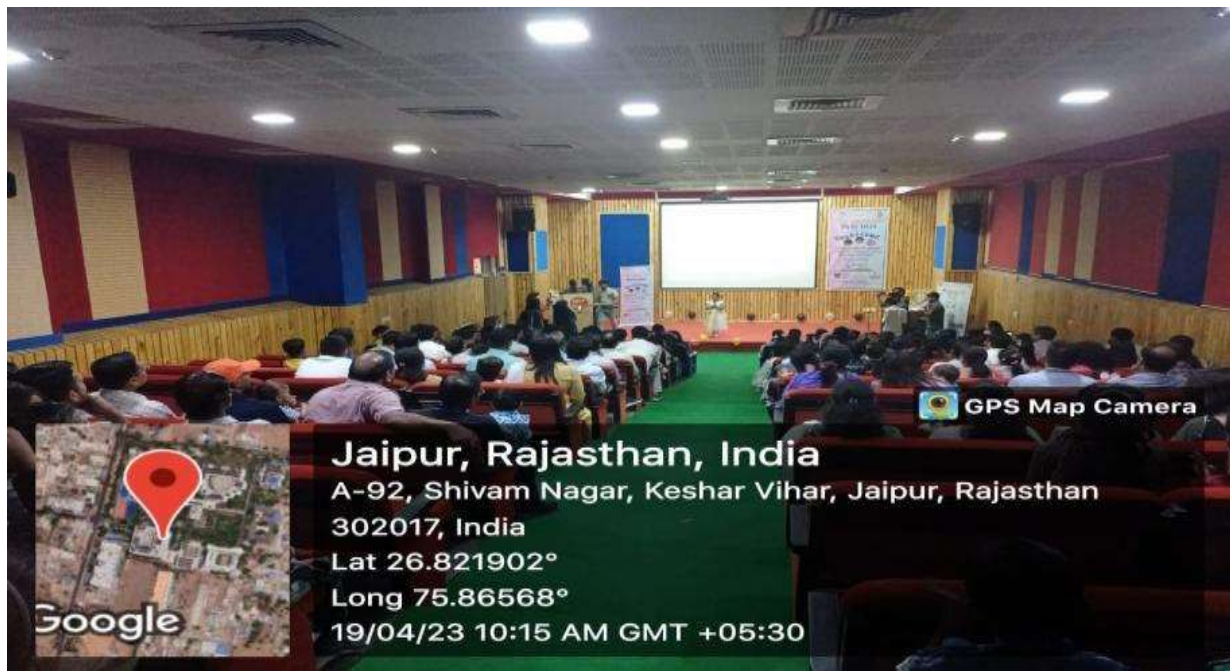 GPS Map Camera
Jaipur, Rajasthan, India
A-92, Shivam Nagar, Keshar Vihar, Jaipur, Rajasthan
302017, India
Lat 26.821902°
Long 75.86568°
19/04/23 10:15 AM GMT +05:30
Google